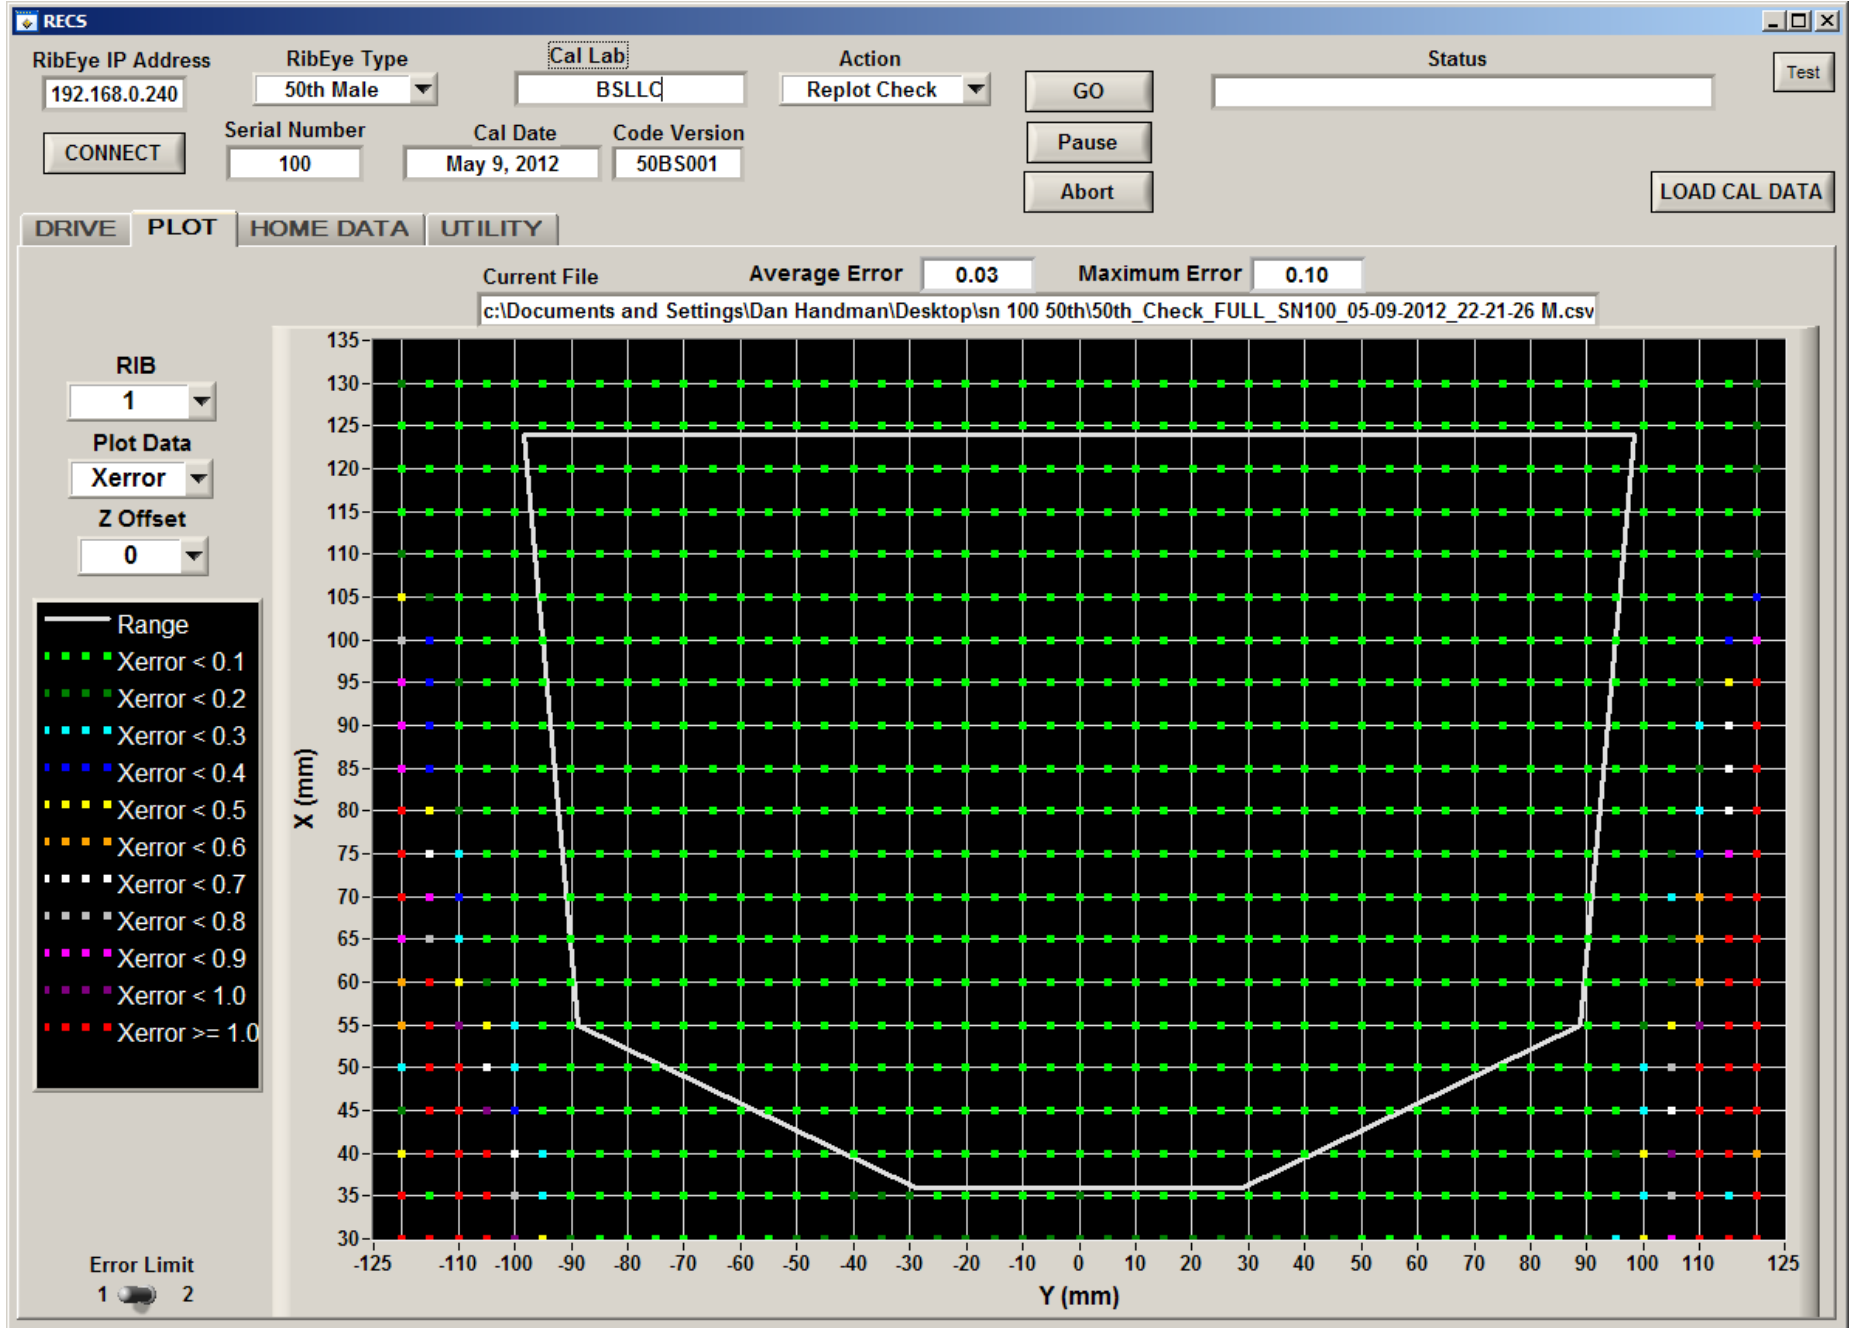 RECS
RibEye IP Address
192.168.0.240
RibEye Type
50th Male
Cal Lab
BSLLC
Action
Replot Check
GO
Status
Test
CONNECT
Serial Number
100
Cal Date
May 9, 2012
Code Version
50BS001
Pause
Abort
LOAD CAL DATA
DRIVE PLOT HOME DATA UTILITY
Current File
Average Error 0.03
Maximum Error 0.10
c:\Documents and Settings\Dan Handman\Desktop\sn 100 50th\50th_Check_FULL_SN100_05-09-2012_22-21-26 M.csv
RIB
1
Plot Data
Xerror
Z Offset
0
Range
Xerror < 0.1
Xerror < 0.2
Xerror < 0.3
Xerror < 0.4
Xerror < 0.5
Xerror < 0.6
Xerror < 0.7
Xerror < 0.8
Xerror < 0.9
Xerror < 1.0
Xerror >= 1.0
Error Limit
1 2
X (mm)
135
130
125
120
115
110
105
100
95
90
85
80
75
70
65
60
55
50
45
40
35
30
-125 -110 -100 -90 -80 -70 -60 -50 -40 -30 -20 -10 0 10 20 30 40 50 60 70 80 90 100 110 125
Y (mm)